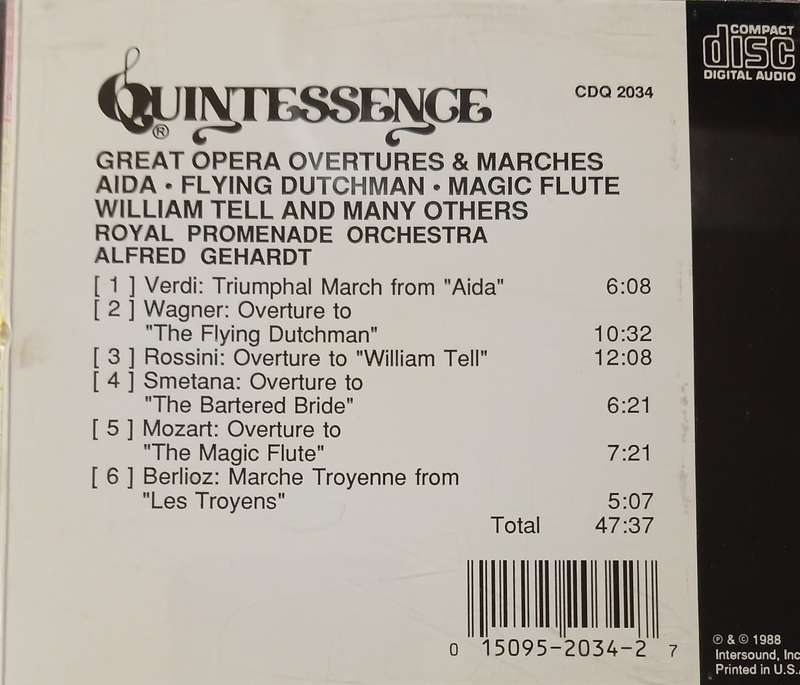 COMPACT
disc
DIGITAL AUDIO
QUINTESSENCE
®
CDQ 2034
GREAT OPERA OVERTURES & MARCHES
AIDA • FLYING DUTCHMAN • MAGIC FLUTE
WILLIAM TELL AND MANY OTHERS
ROYAL PROMENADE ORCHESTRA
ALFRED GEHARDT
[ 1 ] Verdi: Triumphal March from "Aida" 6:08
[ 2 ] Wagner: Overture to
"The Flying Dutchman" 10:32
[ 3 ] Rossini: Overture to "William Tell" 12:08
[ 4 ] Smetana: Overture to
"The Bartered Bride" 6:21
[ 5 ] Mozart: Overture to
"The Magic Flute" 7:21
[ 6 ] Berlioz: Marche Troyenne from
"Les Troyens" 5:07
Total 47:37
0 15095-2034-2 7
℗ & © 1988
Intersound, Inc
Printed in U.S.A